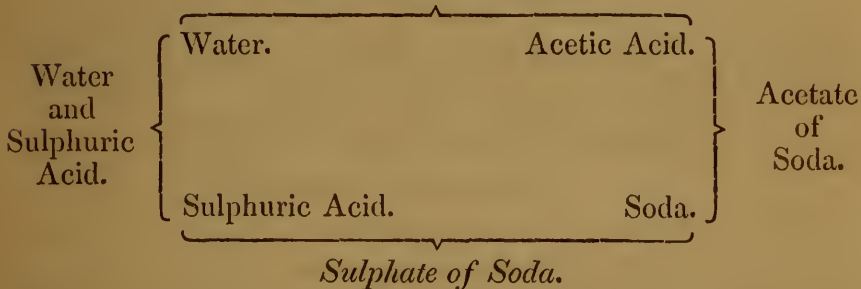 Water. Acetic Acid.
Water
and
Sulphuric
Acid.
Acetate
of
Soda.
Sulphuric Acid. Soda.
Sulphate of Soda.